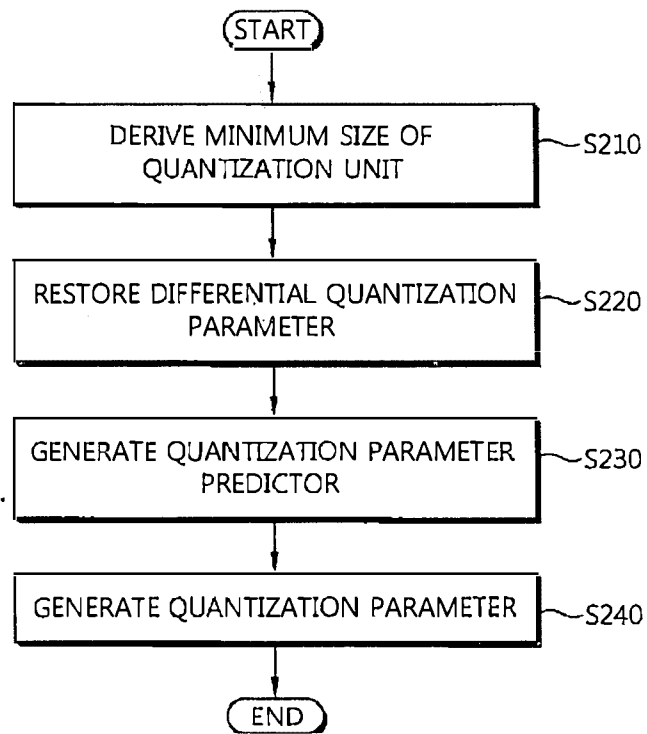 START
DERIVE MINIMUM SIZE OF
QUANTIZATION UNIT
S210
RESTORE DIFFERENTIAL QUANTIZATION
PARAMETER
S220
GENERATE QUANTIZATION PARAMETER
PREDICTOR
S230
GENERATE QUANTIZATION PARAMETER
S240
END